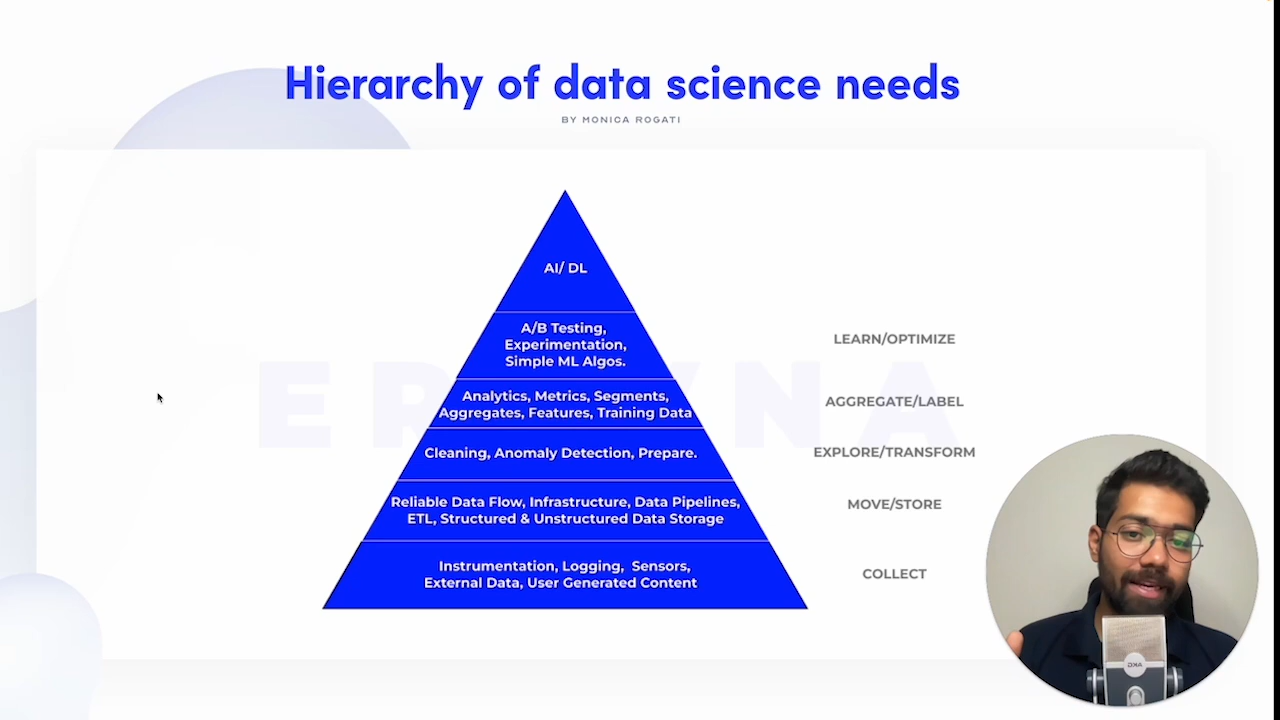 Hierarchy of data science needs
BY MONICA ROGATI
AI/ DL
A/B Testing,
Experimentation,
Simple ML Algos.
LEARN/OPTIMIZE
Analytics, Metrics, Segments,
Aggregates, Features, Training Data
AGGREGATE/LABEL
Cleaning, Anomaly Detection, Prepare.
EXPLORE/TRANSFORM
Reliable Data Flow, Infrastructure, Data Pipelines,
ETL, Structured & Unstructured Data Storage
MOVE/STORE
Instrumentation, Logging, Sensors,
External Data, User Generated Content
COLLECT